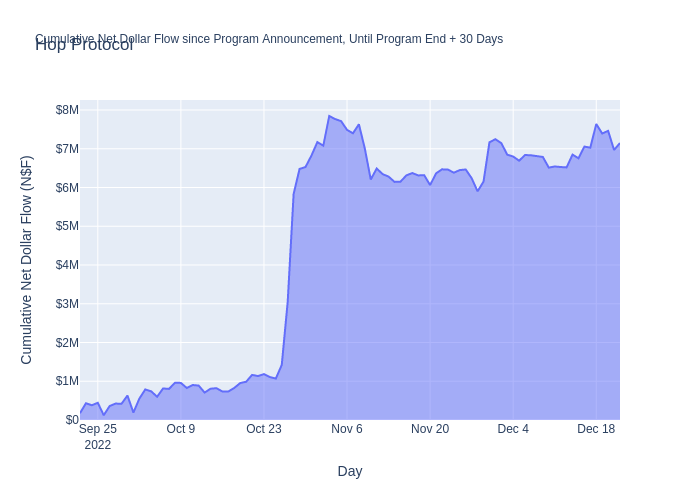 Cumulative Net Dollar Flow since Program Announcement, Until Program End + 30 Days
Hop Protocol
Cumulative Net Dollar Flow (N$F)
$8M
$7M
$6M
$5M
$4M
$3M
$2M
$1M
$0
Sep 25
2022
Oct 9
Oct 23
Nov 6
Nov 20
Dec 4
Dec 18
Day